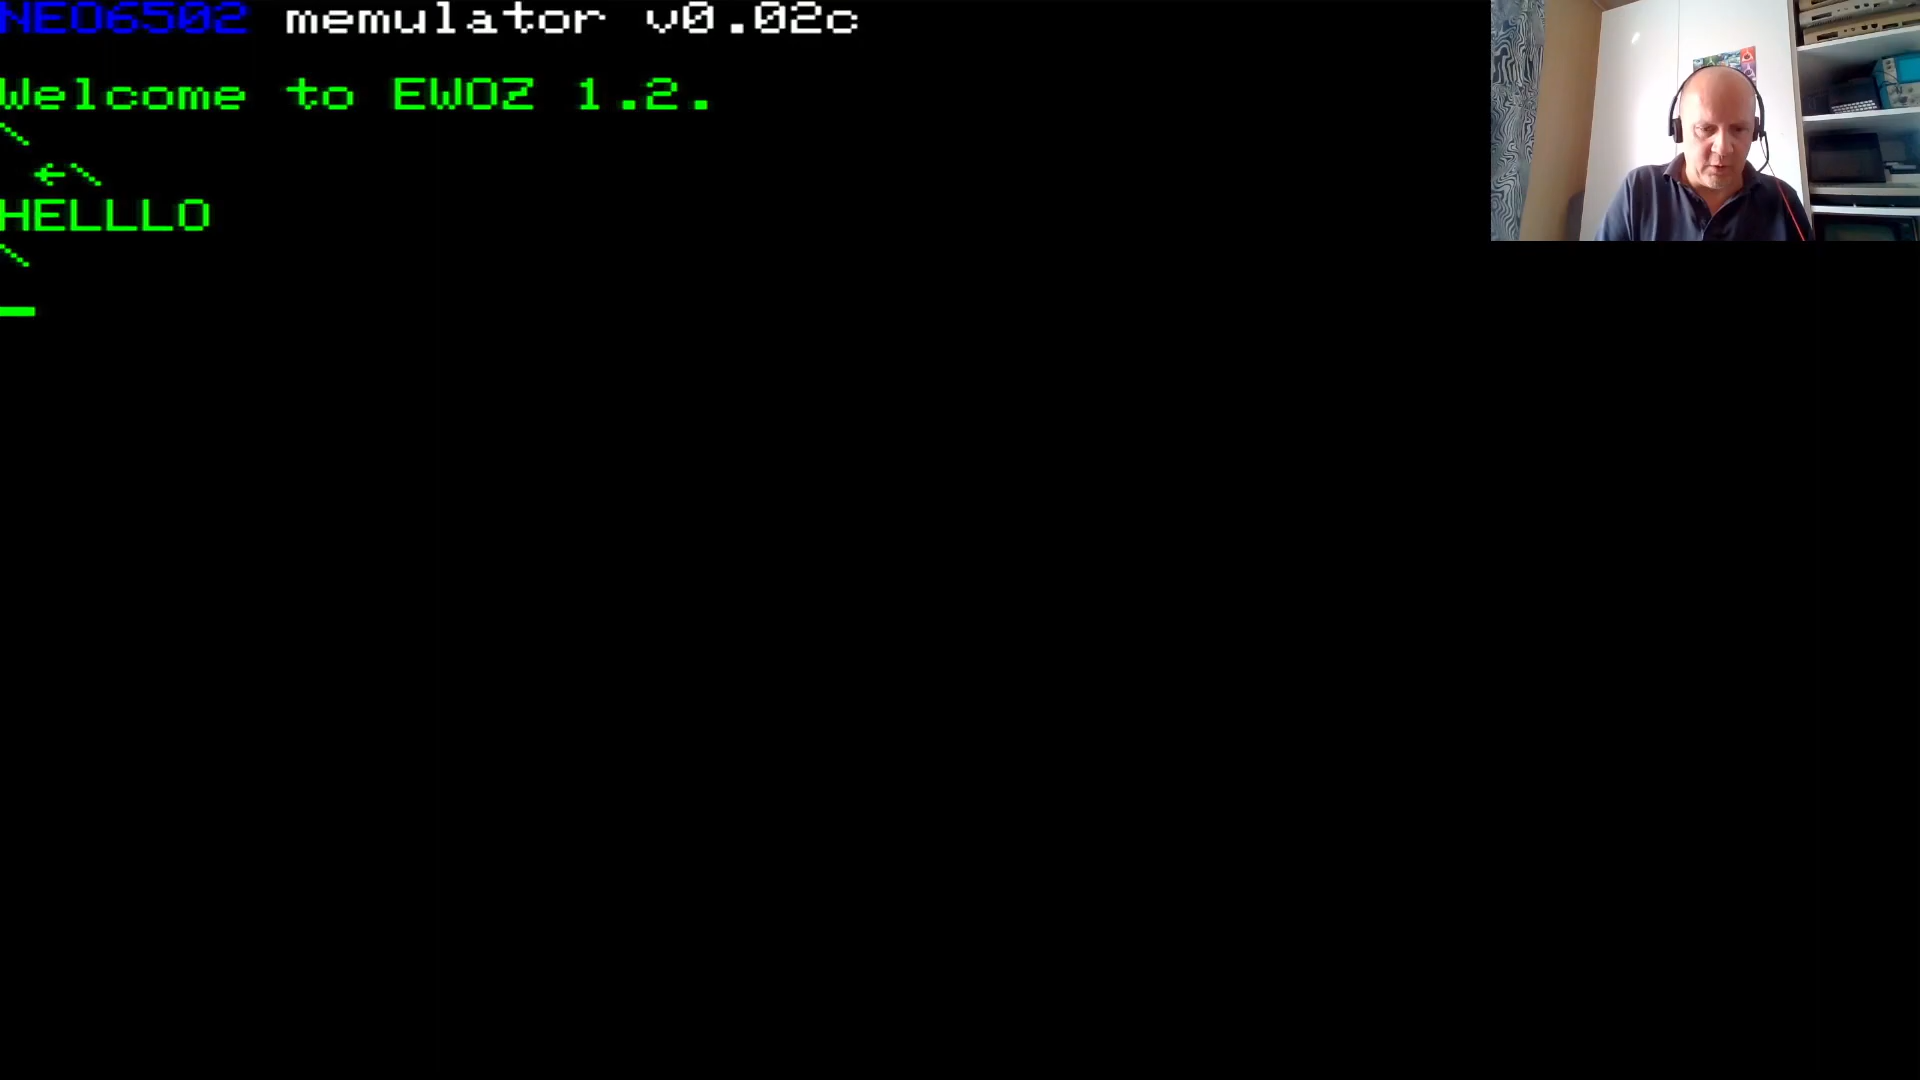 NEO6502 memulator v0.02c
Welcome to EWOZ 1.2.
\
←\
HELLLO
\
_